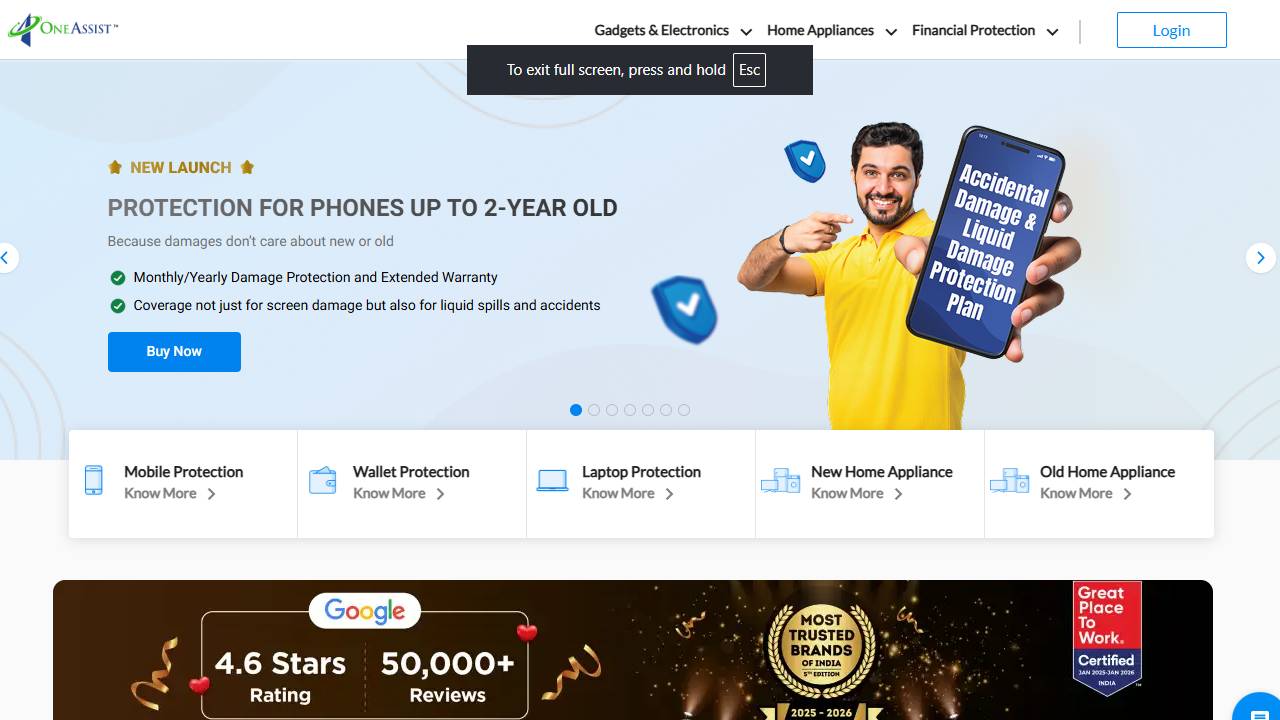 ONEASSIST™
Gadgets & Electronics
Home Appliances
Financial Protection
Login
To exit full screen, press and hold Esc
NEW LAUNCH
PROTECTION FOR PHONES UP TO 2-YEAR OLD
Because damages don't care about new or old
Monthly/Yearly Damage Protection and Extended Warranty
Coverage not just for screen damage but also for liquid spills and accidents
Buy Now
12:12
Accidental
Damage &
Liquid
Damage
Protection
Plan
Mobile Protection
Know More
Wallet Protection
Know More
Laptop Protection
Know More
New Home Appliance
Know More
Old Home Appliance
Know More
Google
4.6 Stars
Rating
50,000+
Reviews
MOST
TRUSTED
BRANDS
OF INDIA
5TH EDITION
2025 - 2026
Great
Place
To
Work®
Certified
JAN 2025-JAN 2026
INDIA